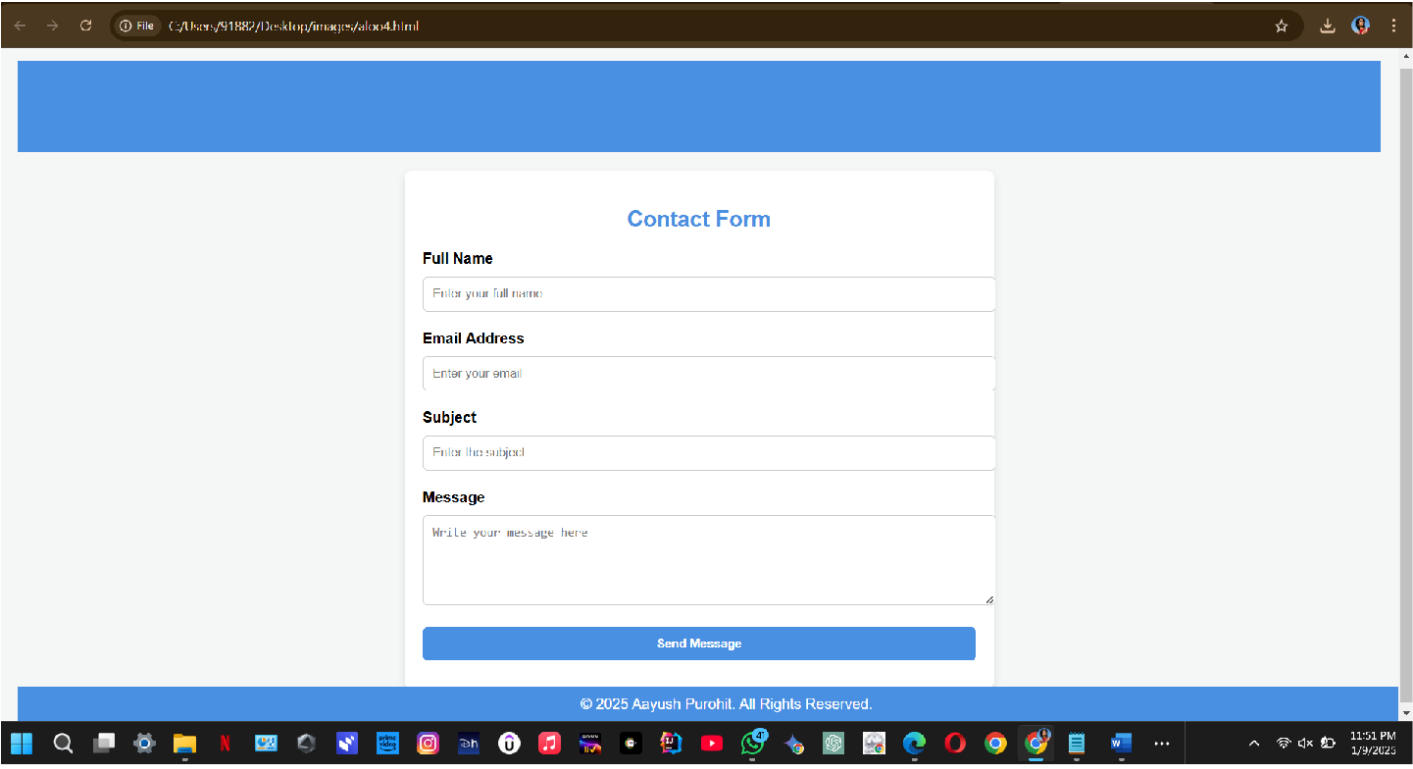 File C:/Users/91882/Desktop/images/aloo4.html
Contact Form
Full Name
Enter your full name
Email Address
Enter your email
Subject
Enter the subject
Message
Write your message here
Send Message
© 2025 Aayush Purohit. All Rights Reserved.
11:51 PM
1/9/2025